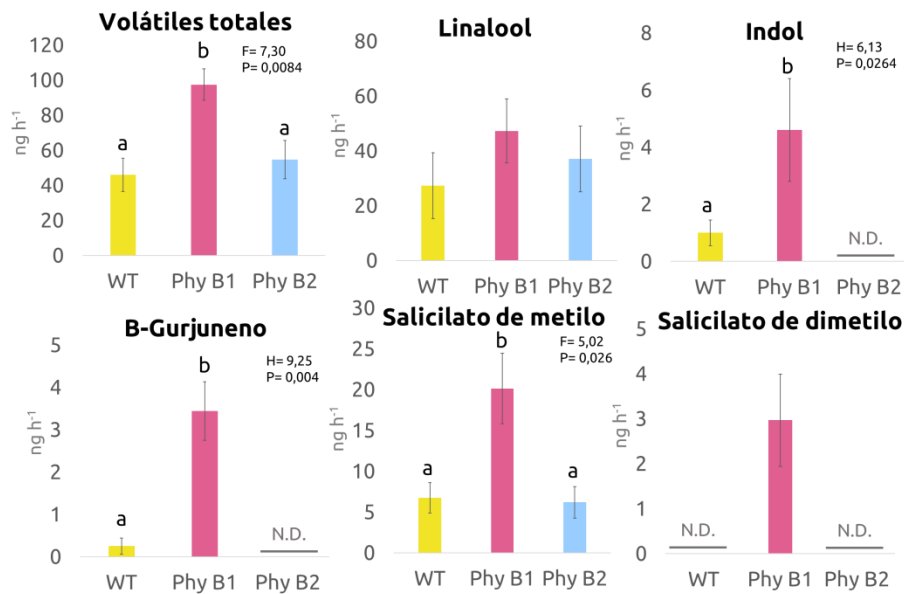 Volátiles totales
F= 7,30
P= 0,0084
120
100
80
60
40
20
0
ng h-1
a
b
a
WT
Phy B1
Phy B2
Linalool
80
60
40
20
0
ng h-1
WT
Phy B1
Phy B2
Indol
H= 6,13
P= 0,0264
8
6
4
2
0
ng h-1
a
b
N.D.
WT
Phy B1
Phy B2
B-Gurjuneno
H= 9,25
P= 0,004
5
4
3
2
1
0
ng h-1
a
b
N.D.
WT
Phy B1
Phy B2
Salicilato de metilo
F= 5,02
P= 0,026
30
25
20
15
10
5
0
ng h-1
a
b
a
WT
Phy B1
Phy B2
Salicilato de dimetilo
5
4
3
2
1
0
ng h-1
N.D.
N.D.
WT
Phy B1
Phy B2